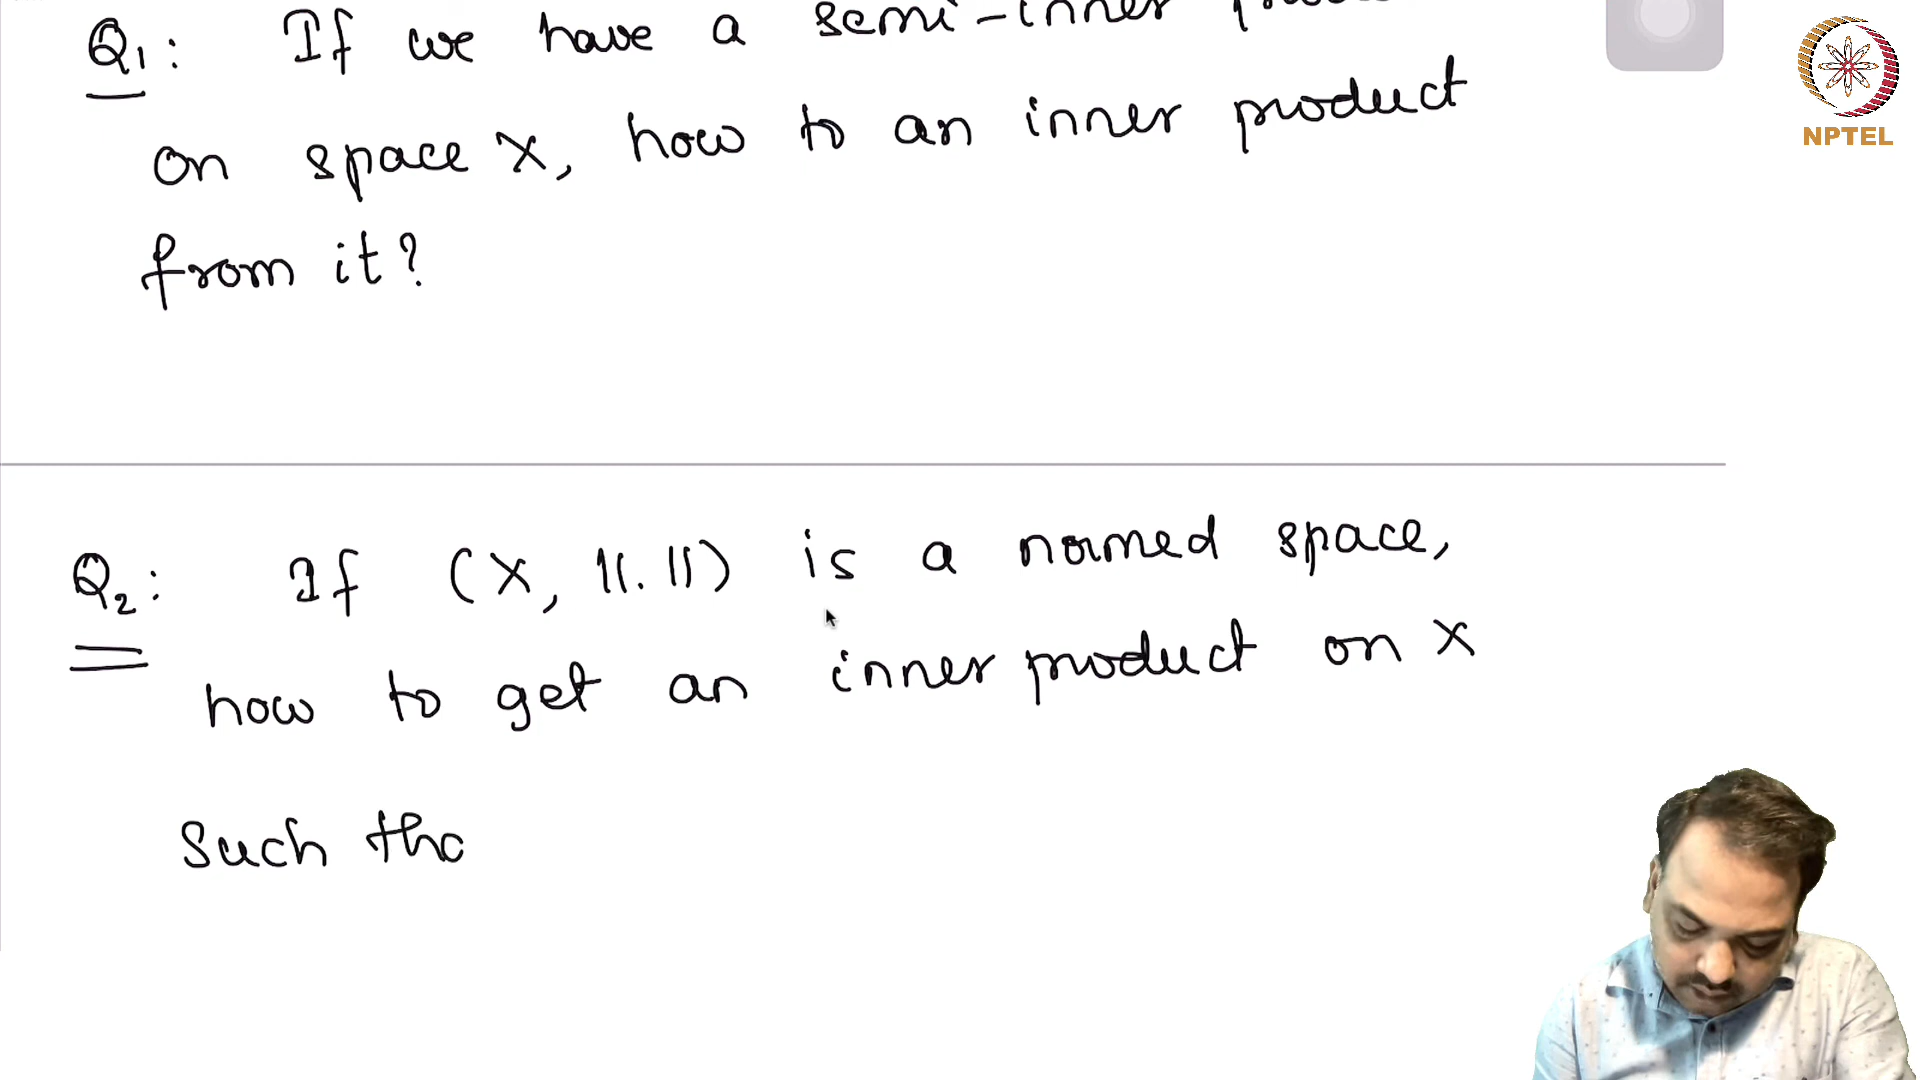 Q1: If we have a semi-inner
on space X, how to an inner product
from it?
Q2: If (X, ||.||) is a normed space,
how to get an inner product on X
such tha
NPTEL